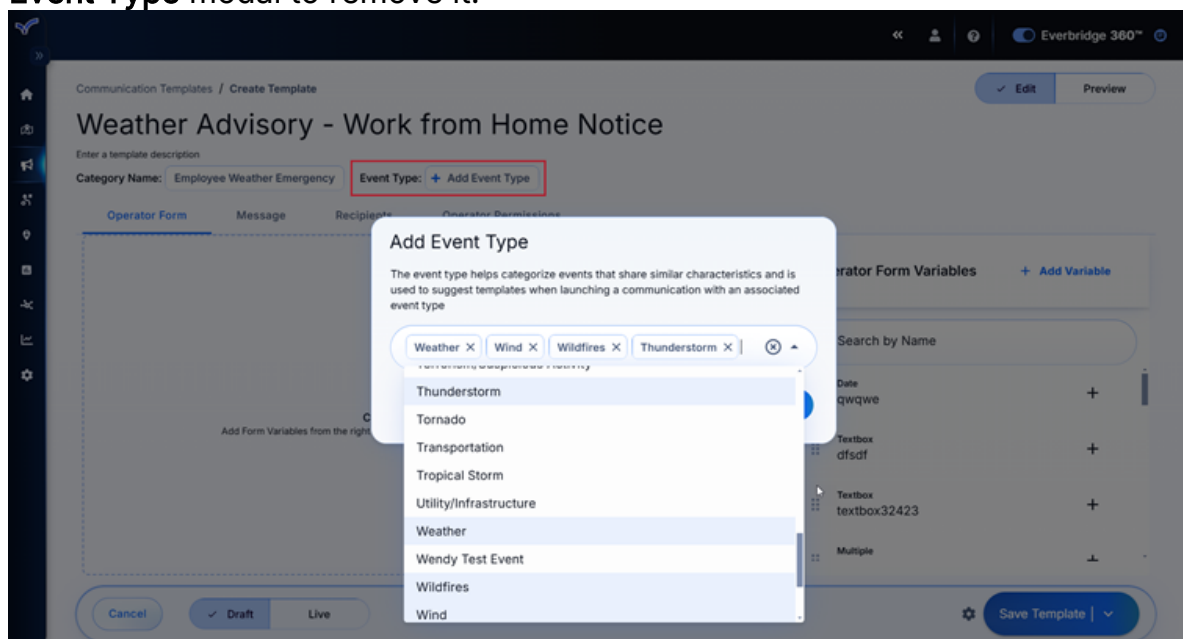 Event Type modal to remove it.
Everbridge 360™
Communication Templates / Create Template
Edit
Preview
Weather Advisory - Work from Home Notice
Enter a template description
Category Name: Employee Weather Emergency Event Type: + Add Event Type
Operator Form Message Recipients Operator Permissions
Add Event Type
The event type helps categorize events that share similar characteristics and is
used to suggest templates when launching a communication with an associated
event type
Weather × Wind × Wildfires × Thunderstorm ×
Terrorism/Suspicious Activity
Thunderstorm
Tornado
Transportation
Tropical Storm
Utility/Infrastructure
Weather
Wendy Test Event
Wildfires
Wind
Add Form Variables from the right
Form Variables + Add Variable
Search by Name
Date
qwqwe
Textbox
dfsdf
Textbox
textbox32423
Multiple
Cancel
Draft
Live
Save Template